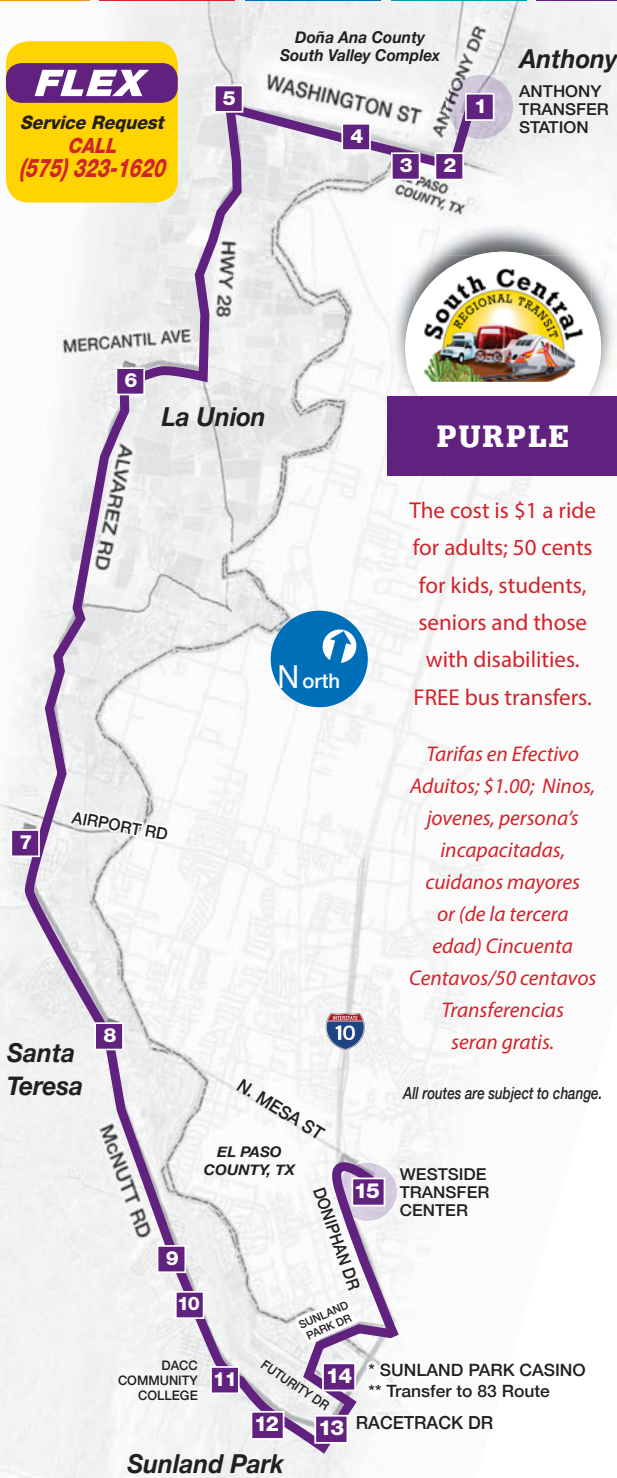 FLEX
Service Request
CALL
(575) 323-1620
Doña Ana County
South Valley Complex
Anthony
ANTHONY DR
1
ANTHONY
TRANSFER
STATION
5
WASHINGTON ST
4
3
2
EL PASO
COUNTY, TX
HWY 28
South Central
REGIONAL TRANSIT
MERCANTIL AVE
6
La Union
PURPLE
ALVAREZ RD
The cost is $1 a ride
for adults; 50 cents
for kids, students,
seniors and those
with disabilities.
FREE bus transfers.
North
Tarifas en Efectivo
Aduitos; $1.00; Ninos,
jovenes, persona's
incapacitadas,
cuidanos mayores
or (de la tercera
edad) Cincuenta
Centavos/50 centavos
Transferencias
seran gratis.
AIRPORT RD
7
INTERSTATE
10
8
Santa
Teresa
All routes are subject to change.
N. MESA ST
McNUTT RD
EL PASO
COUNTY, TX
15
WESTSIDE
TRANSFER
CENTER
DONIPHAN DR
9
10
SUNLAND
PARK DR
DACC
COMMUNITY
COLLEGE
11
FUTURITY DR
14
* SUNLAND PARK CASINO
** Transfer to 83 Route
12
13
RACETRACK DR
Sunland Park